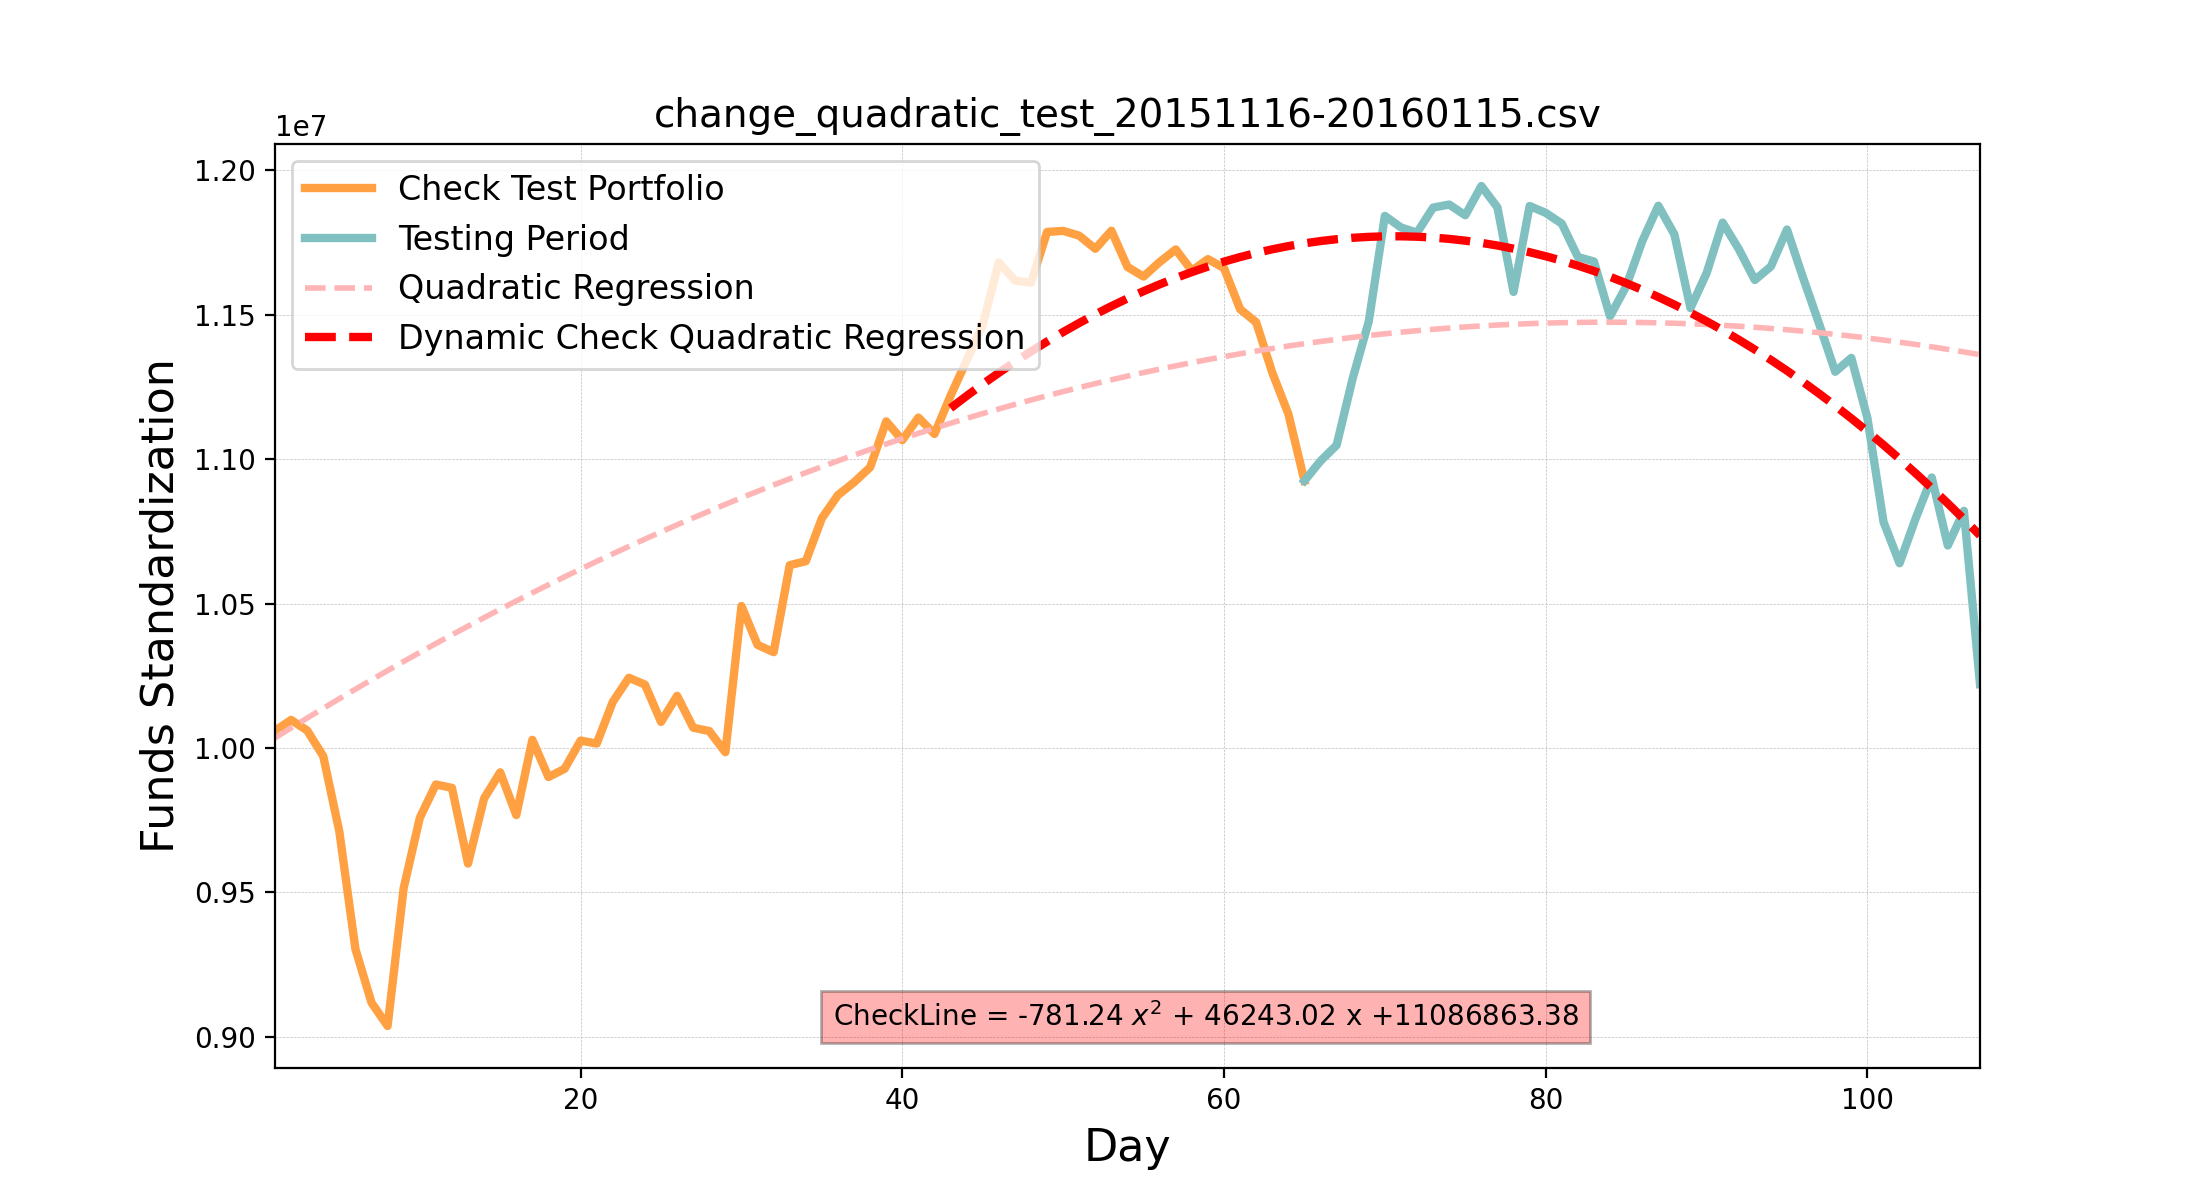 change_quadratic_test_20151116-20160115.csv
1e7
Check Test Portfolio
Testing Period
Quadratic Regression
Dynamic Check Quadratic Regression
1.20
1.15
1.10
1.05
1.00
0.95
0.90
Funds Standardization
CheckLine = -781.24 x² + 46243.02 x +11086863.38
20 40 60 80 100
Day